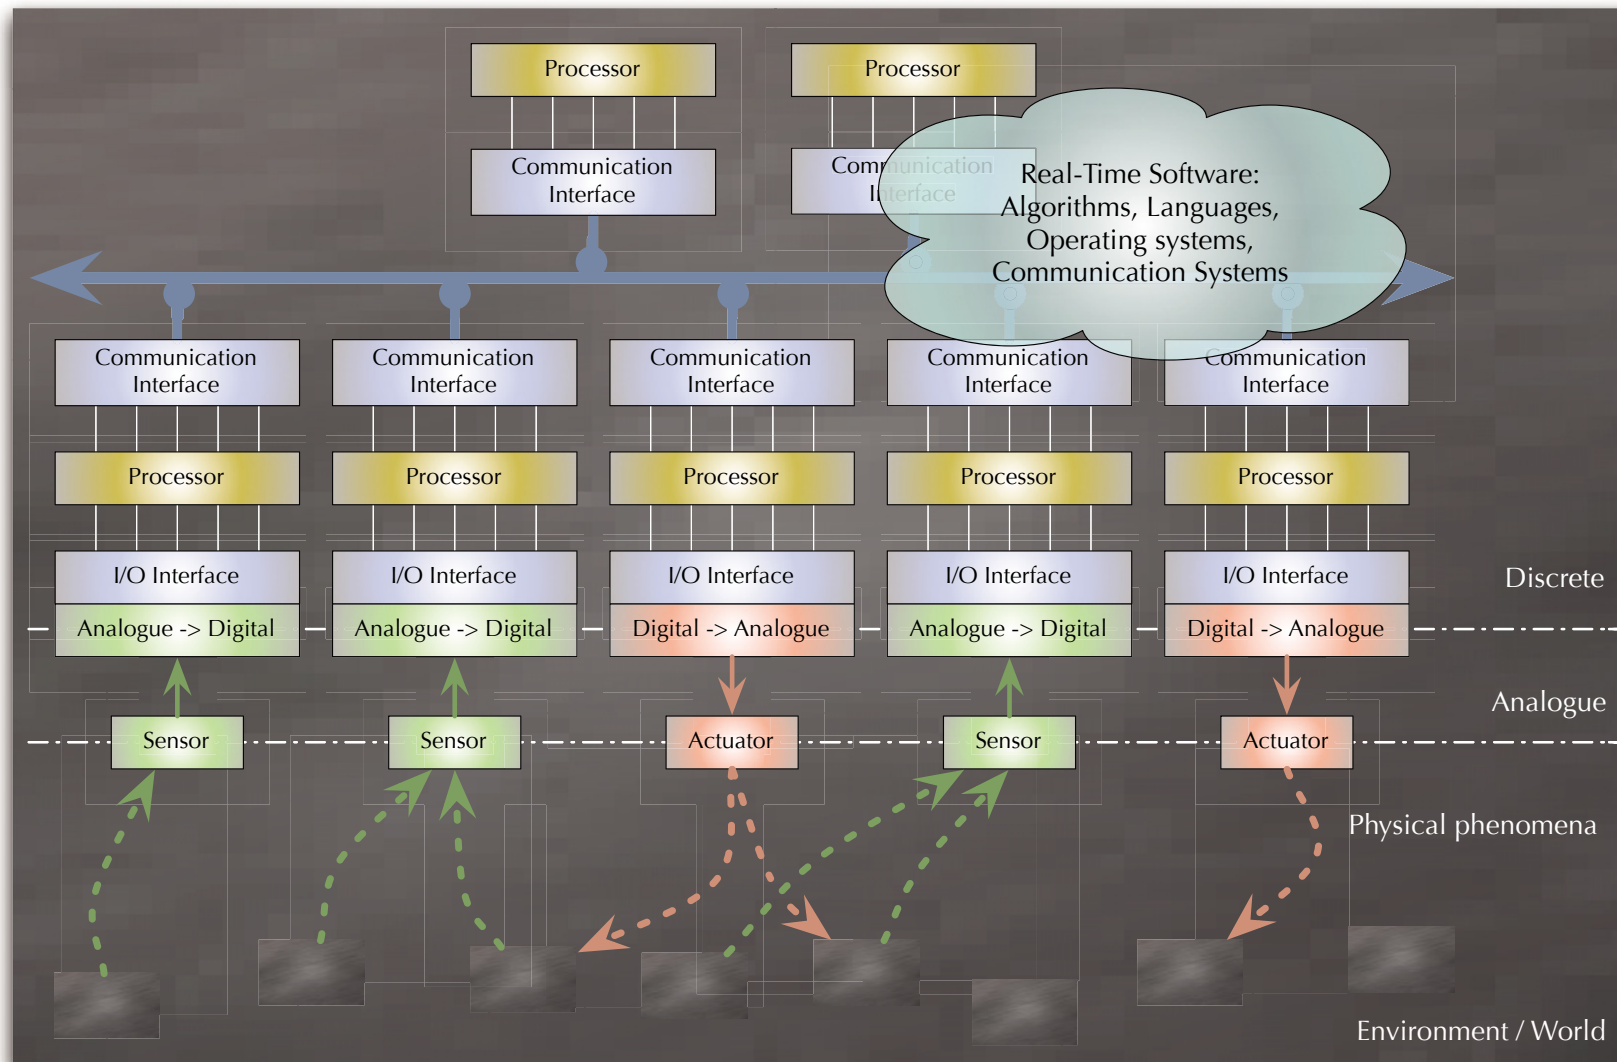 Processor
Processor
Communication
Interface
Communication
Interface
Real-Time Software:
Algorithms, Languages,
Operating systems,
Communication Systems
Communication
Interface
Communication
Interface
Communication
Interface
Communication
Interface
Communication
Interface
Processor
Processor
Processor
Processor
Processor
I/O Interface
I/O Interface
I/O Interface
I/O Interface
I/O Interface
Discrete
Analogue -> Digital
Analogue -> Digital
Digital -> Analogue
Analogue -> Digital
Digital -> Analogue
Analogue
Sensor
Sensor
Actuator
Sensor
Actuator
Physical phenomena
Environment / World